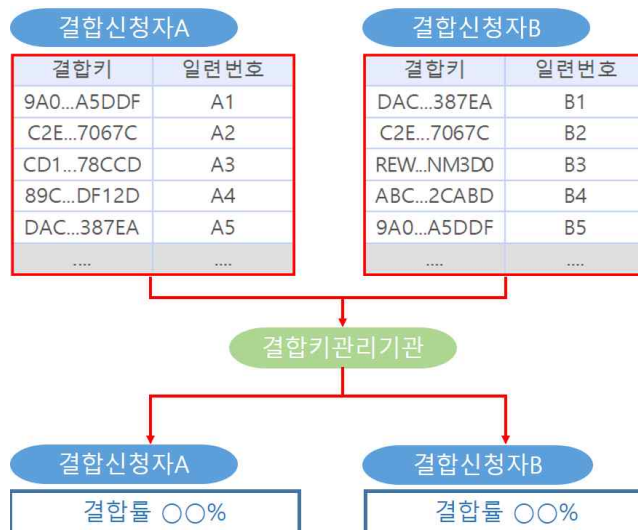 결합신청자A 결합신청자B
결합키 일련번호 결합키 일련번호
9A0...A5DDF A1 DAC...387EA B1
C2E...7067C A2 C2E...7067C B2
CD1...78CCD A3 REW...NM3D0 B3
89C...DF12D A4 ABC...2CABD B4
DAC...387EA A5 9A0...A5DDF B5
.... .... .... ....
결합키관리기관
결합신청자A 결합신청자B
결합률 ○○% 결합률 ○○%